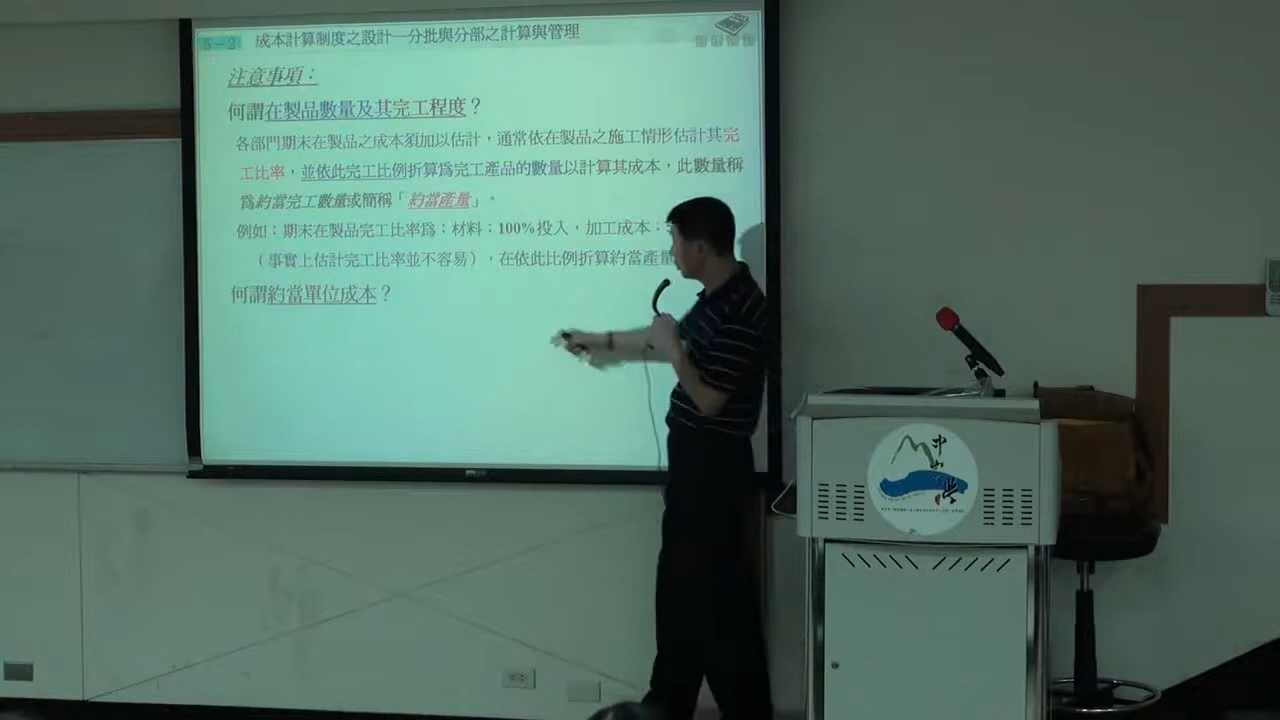 5-2 成本計算制度之設計—分批與分部之計算與管理
注意事項：
何謂在製品數量及其完工程度？
各部門期末在製品之成本須加以估計，通常依在製品之施工情形估計其完
工比率，並依此完工比例折算為完工產品的數量以計算其成本，此數量稱
為約當完工數量或簡稱「約當產量」。
例如：期末在製品完工比率為；材料：100%投入，加工成本：
（事實上估計完工比率並不容易），在依此比例折算約當產量
何謂約當單位成本？
中山